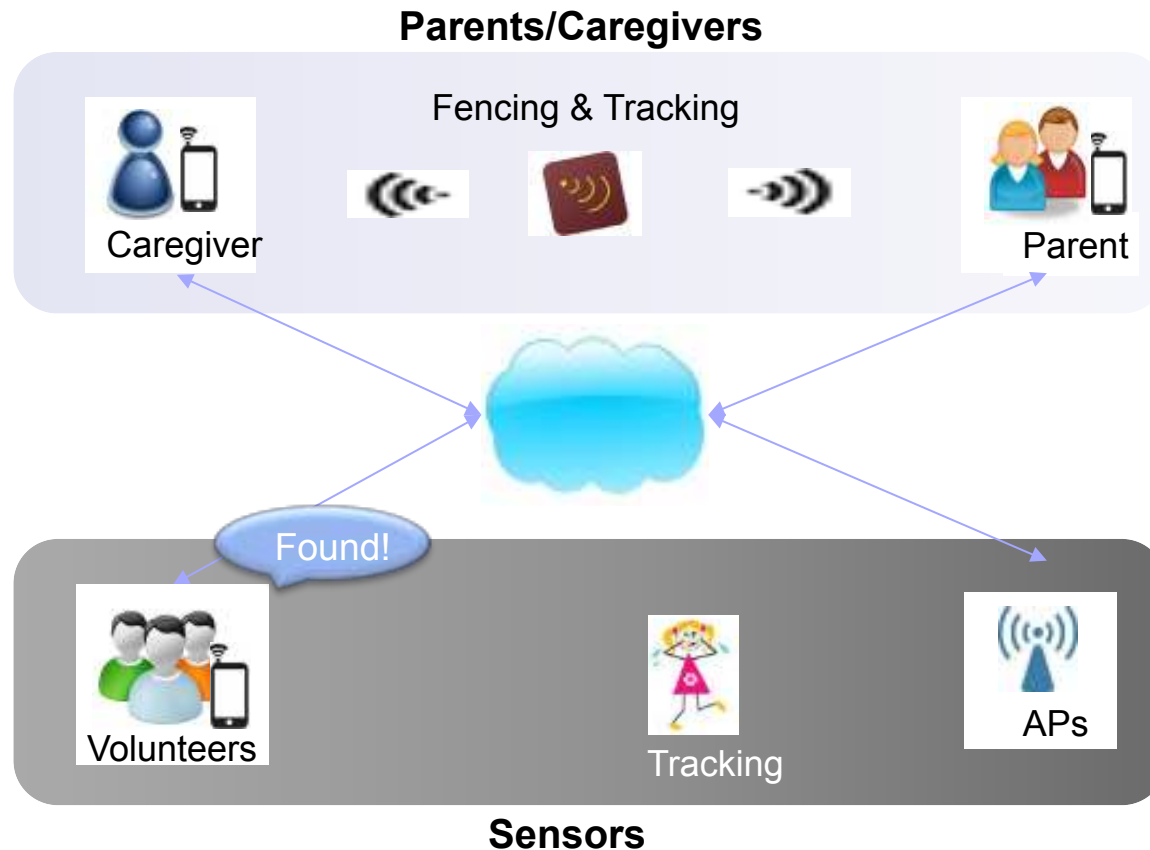 Parents/Caregivers
Fencing & Tracking
Caregiver
Parent
Found!
Volunteers
Tracking
APs
Sensors